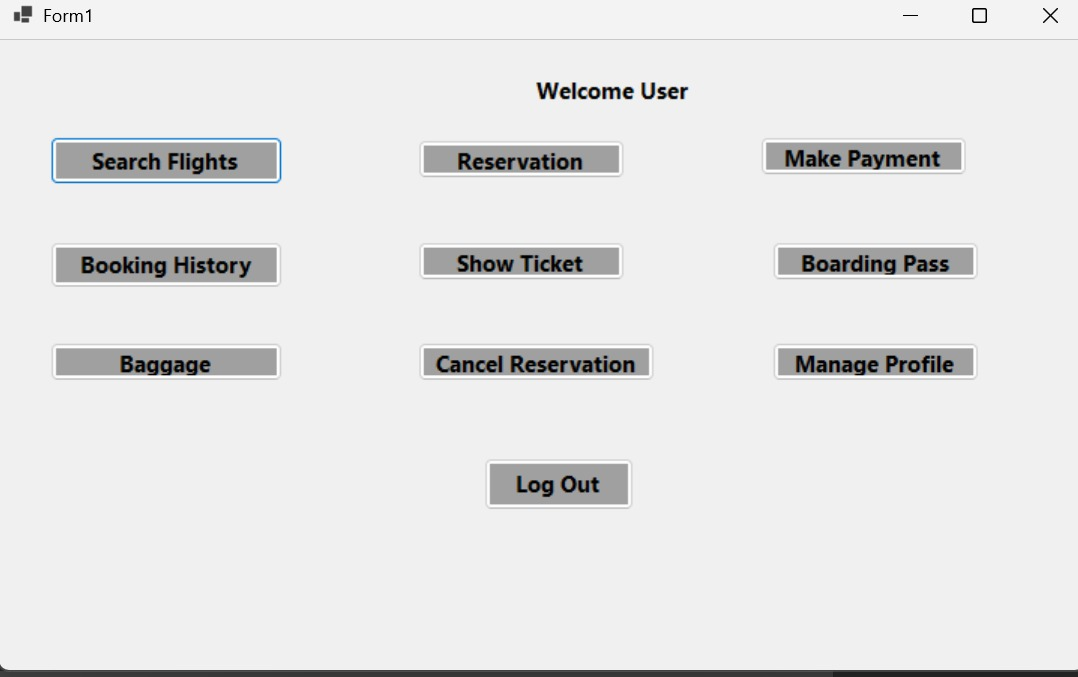 Form1
Welcome User
Search Flights
Reservation
Make Payment
Booking History
Show Ticket
Boarding Pass
Baggage
Cancel Reservation
Manage Profile
Log Out